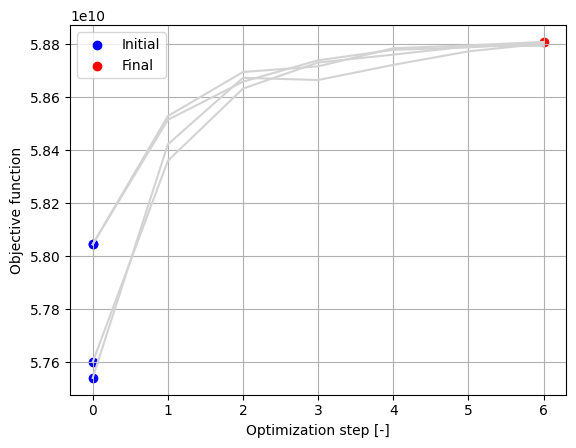 1e10
5.88
5.86
5.84
5.82
5.80
5.78
5.76
Objective function
Initial
Final
0 1 2 3 4 5 6
Optimization step [-]